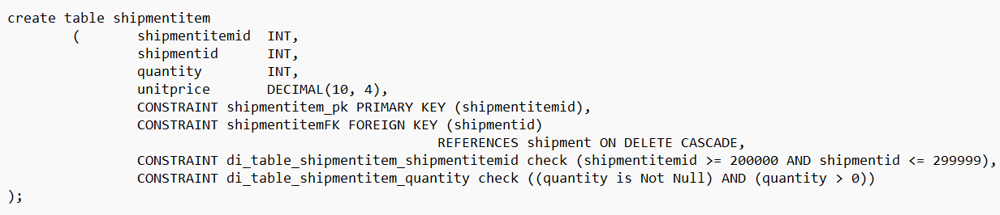 create table shipmentitem
( shipmentitemid INT,
shipmentid INT,
quantity INT,
unitprice DECIMAL(10, 4),
CONSTRAINT shipmentitem_pk PRIMARY KEY (shipmentitemid),
CONSTRAINT shipmentitemFK FOREIGN KEY (shipmentid)
REFERENCES shipment ON DELETE CASCADE,
CONSTRAINT di_table_shipmentitem_shipmentitemid check (shipmentitemid >= 200000 AND shipmentid <= 299999),
CONSTRAINT di_table_shipmentitem_quantity check ((quantity is Not Null) AND (quantity > 0))
);